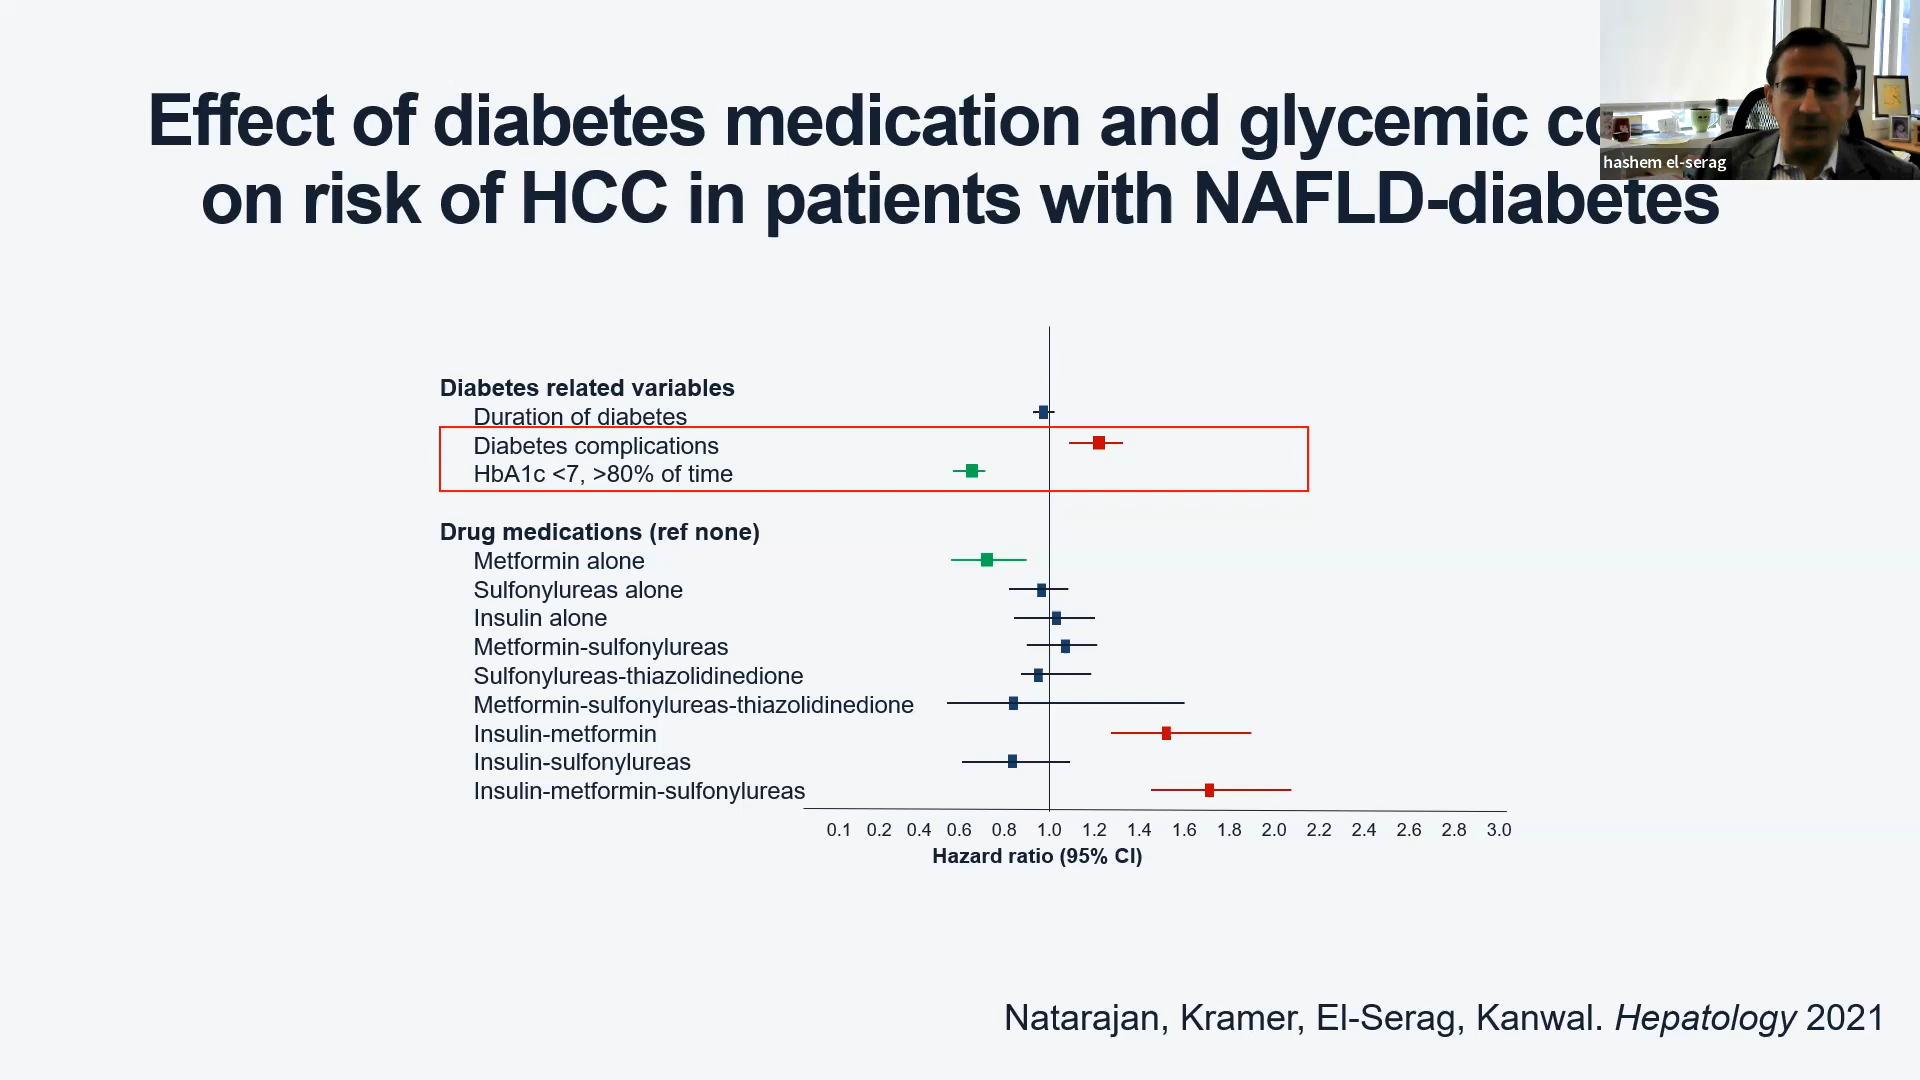 Effect of diabetes medication and glycemic
on risk of HCC in patients with NAFLD-diabetes
hashem el-serag
Diabetes related variables
Duration of diabetes
Diabetes complications
HbA1c <7, >80% of time
Drug medications (ref none)
Metformin alone
Sulfonylureas alone
Insulin alone
Metformin-sulfonylureas
Sulfonylureas-thiazolidinedione
Metformin-sulfonylureas-thiazolidinedione
Insulin-metformin
Insulin-sulfonylureas
Insulin-metformin-sulfonylureas
0.1 0.2 0.4 0.6 0.8 1.0 1.2 1.4 1.6 1.8 2.0 2.2 2.4 2.6 2.8 3.0
Hazard ratio (95% CI)
Natarajan, Kramer, El-Serag, Kanwal. Hepatology 2021